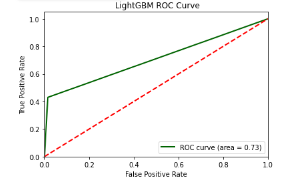 LightGBM ROC Curve
True Positive Rate
1.0
0.8
0.6
0.4
0.2
0.0
ROC curve (area = 0.73)
0.0 0.2 0.4 0.6 0.8 1.0
False Positive Rate